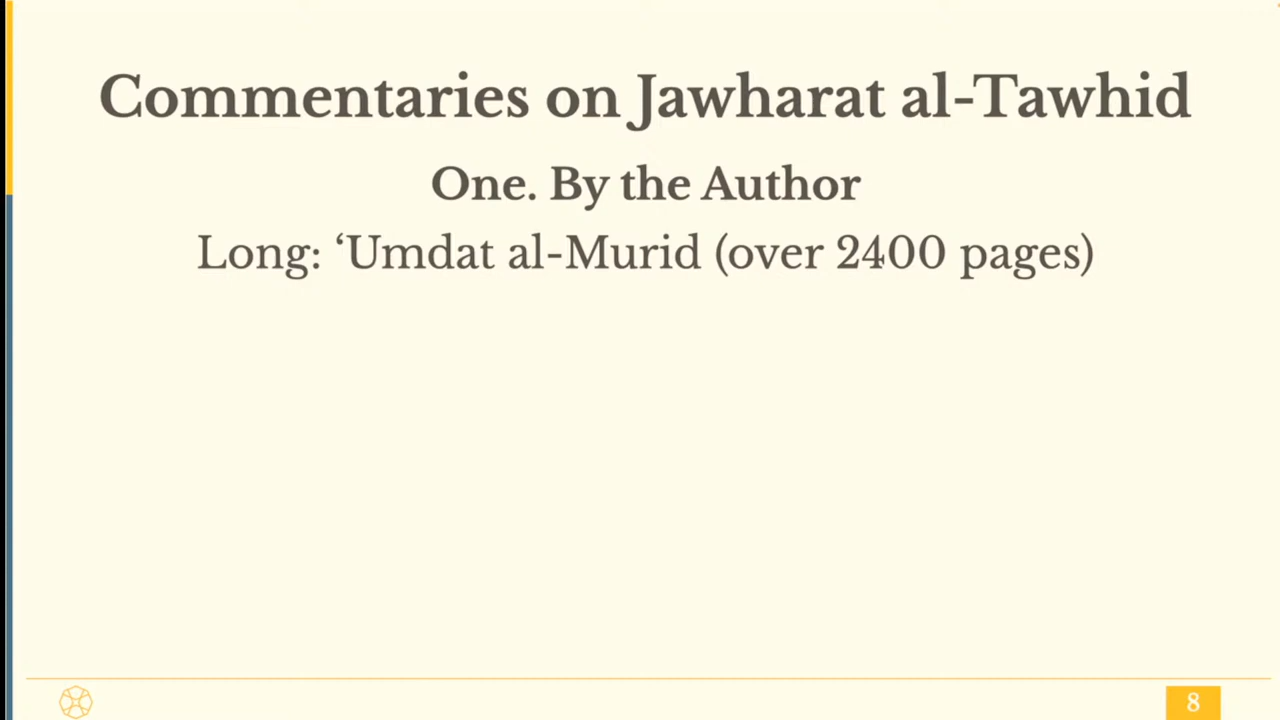 Commentaries on Jawharat al-Tawhid
One. By the Author
Long: ‘Umdat al-Murid (over 2400 pages)
8